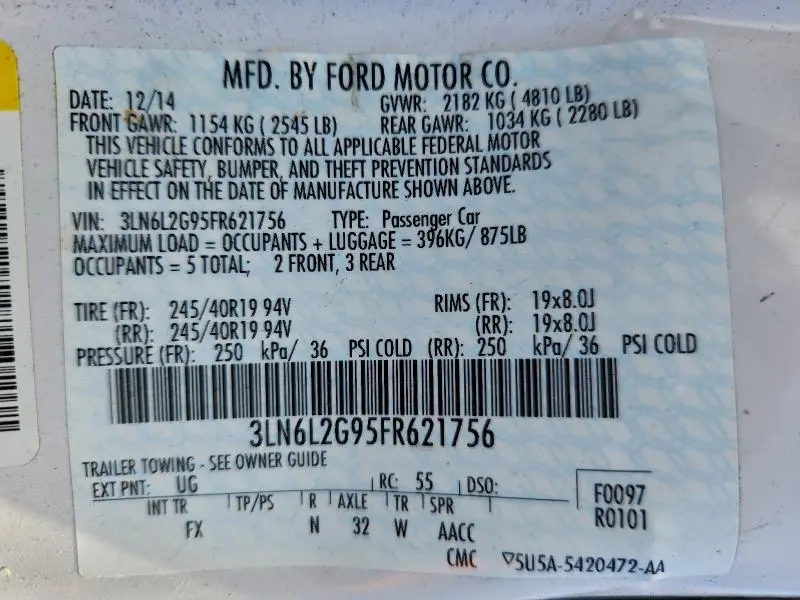 MFD. BY FORD MOTOR CO.
DATE: 12/14 GVWR: 2182 KG ( 4810 LB)
FRONT GAWR: 1154 KG ( 2545 LB) REAR GAWR: 1034 KG ( 2280 LB)
THIS VEHICLE CONFORMS TO ALL APPLICABLE FEDERAL MOTOR
VEHICLE SAFETY, BUMPER, AND THEFT PREVENTION STANDARDS
IN EFFECT ON THE DATE OF MANUFACTURE SHOWN ABOVE.
VIN: 3LN6L2G95FR621756 TYPE: Passenger Car
MAXIMUM LOAD = OCCUPANTS + LUGGAGE = 396KG/ 875LB
OCCUPANTS = 5 TOTAL; 2 FRONT, 3 REAR
TIRE (FR): 245/40R19 94V RIMS (FR): 19x8.0J
(RR): 245/40R19 94V (RR): 19x8.0J
PRESSURE (FR): 250 kPa/ 36 PSI COLD (RR): 250 kPa/ 36 PSI COLD
3LN6L2G95FR621756
TRAILER TOWING - SEE OWNER GUIDE
EXT PNT: UG RC: 55 DSO:
INT TR TP/PS R AXLE TR SPR
FX N 32 W AACC
CMC
F0097
R0101
▽5U5A-5420472-AA